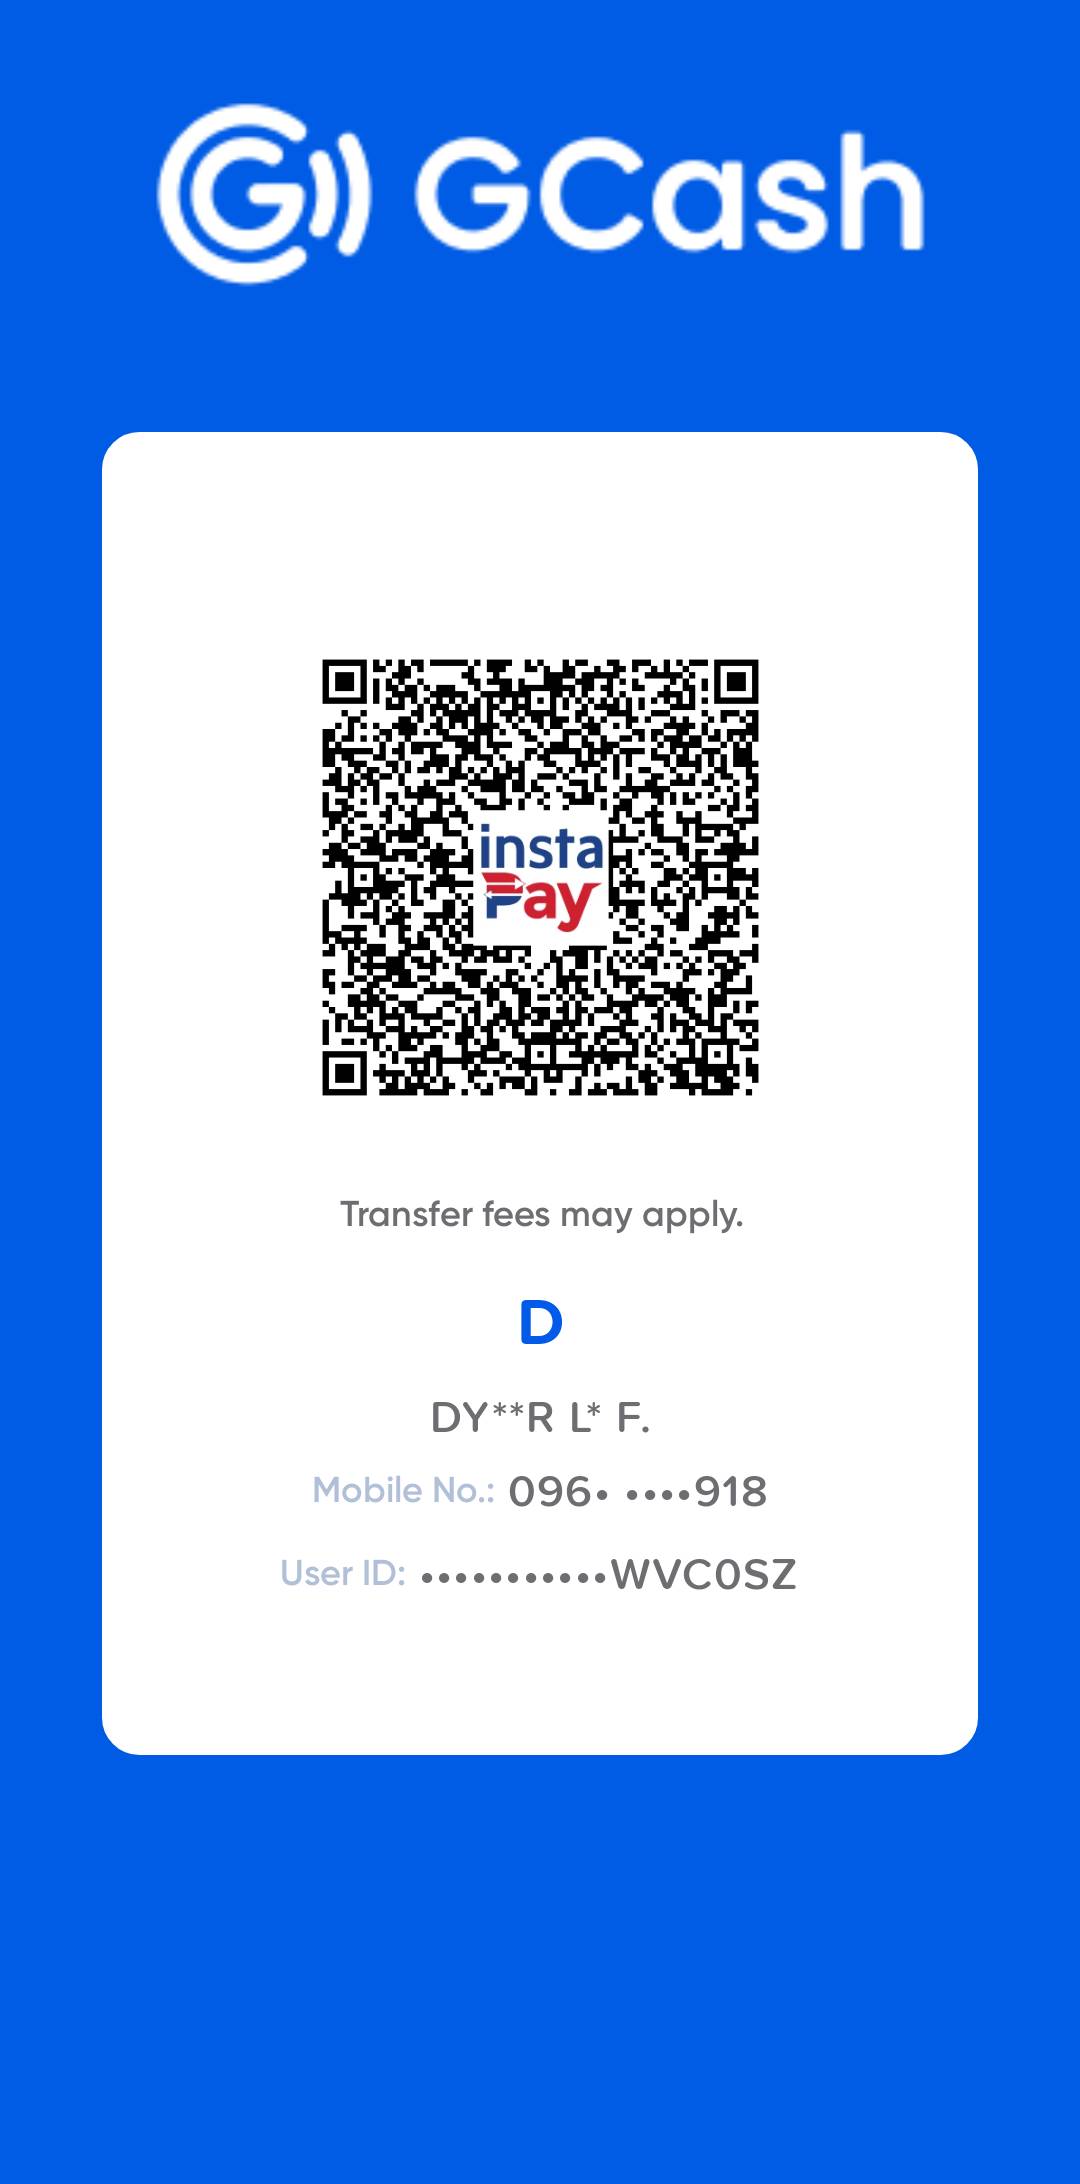 GCash
insta
Pay
Transfer fees may apply.
D
DY**R L* F.
Mobile No.: 096• ••••918
User ID: •••••••••••WVC0SZ